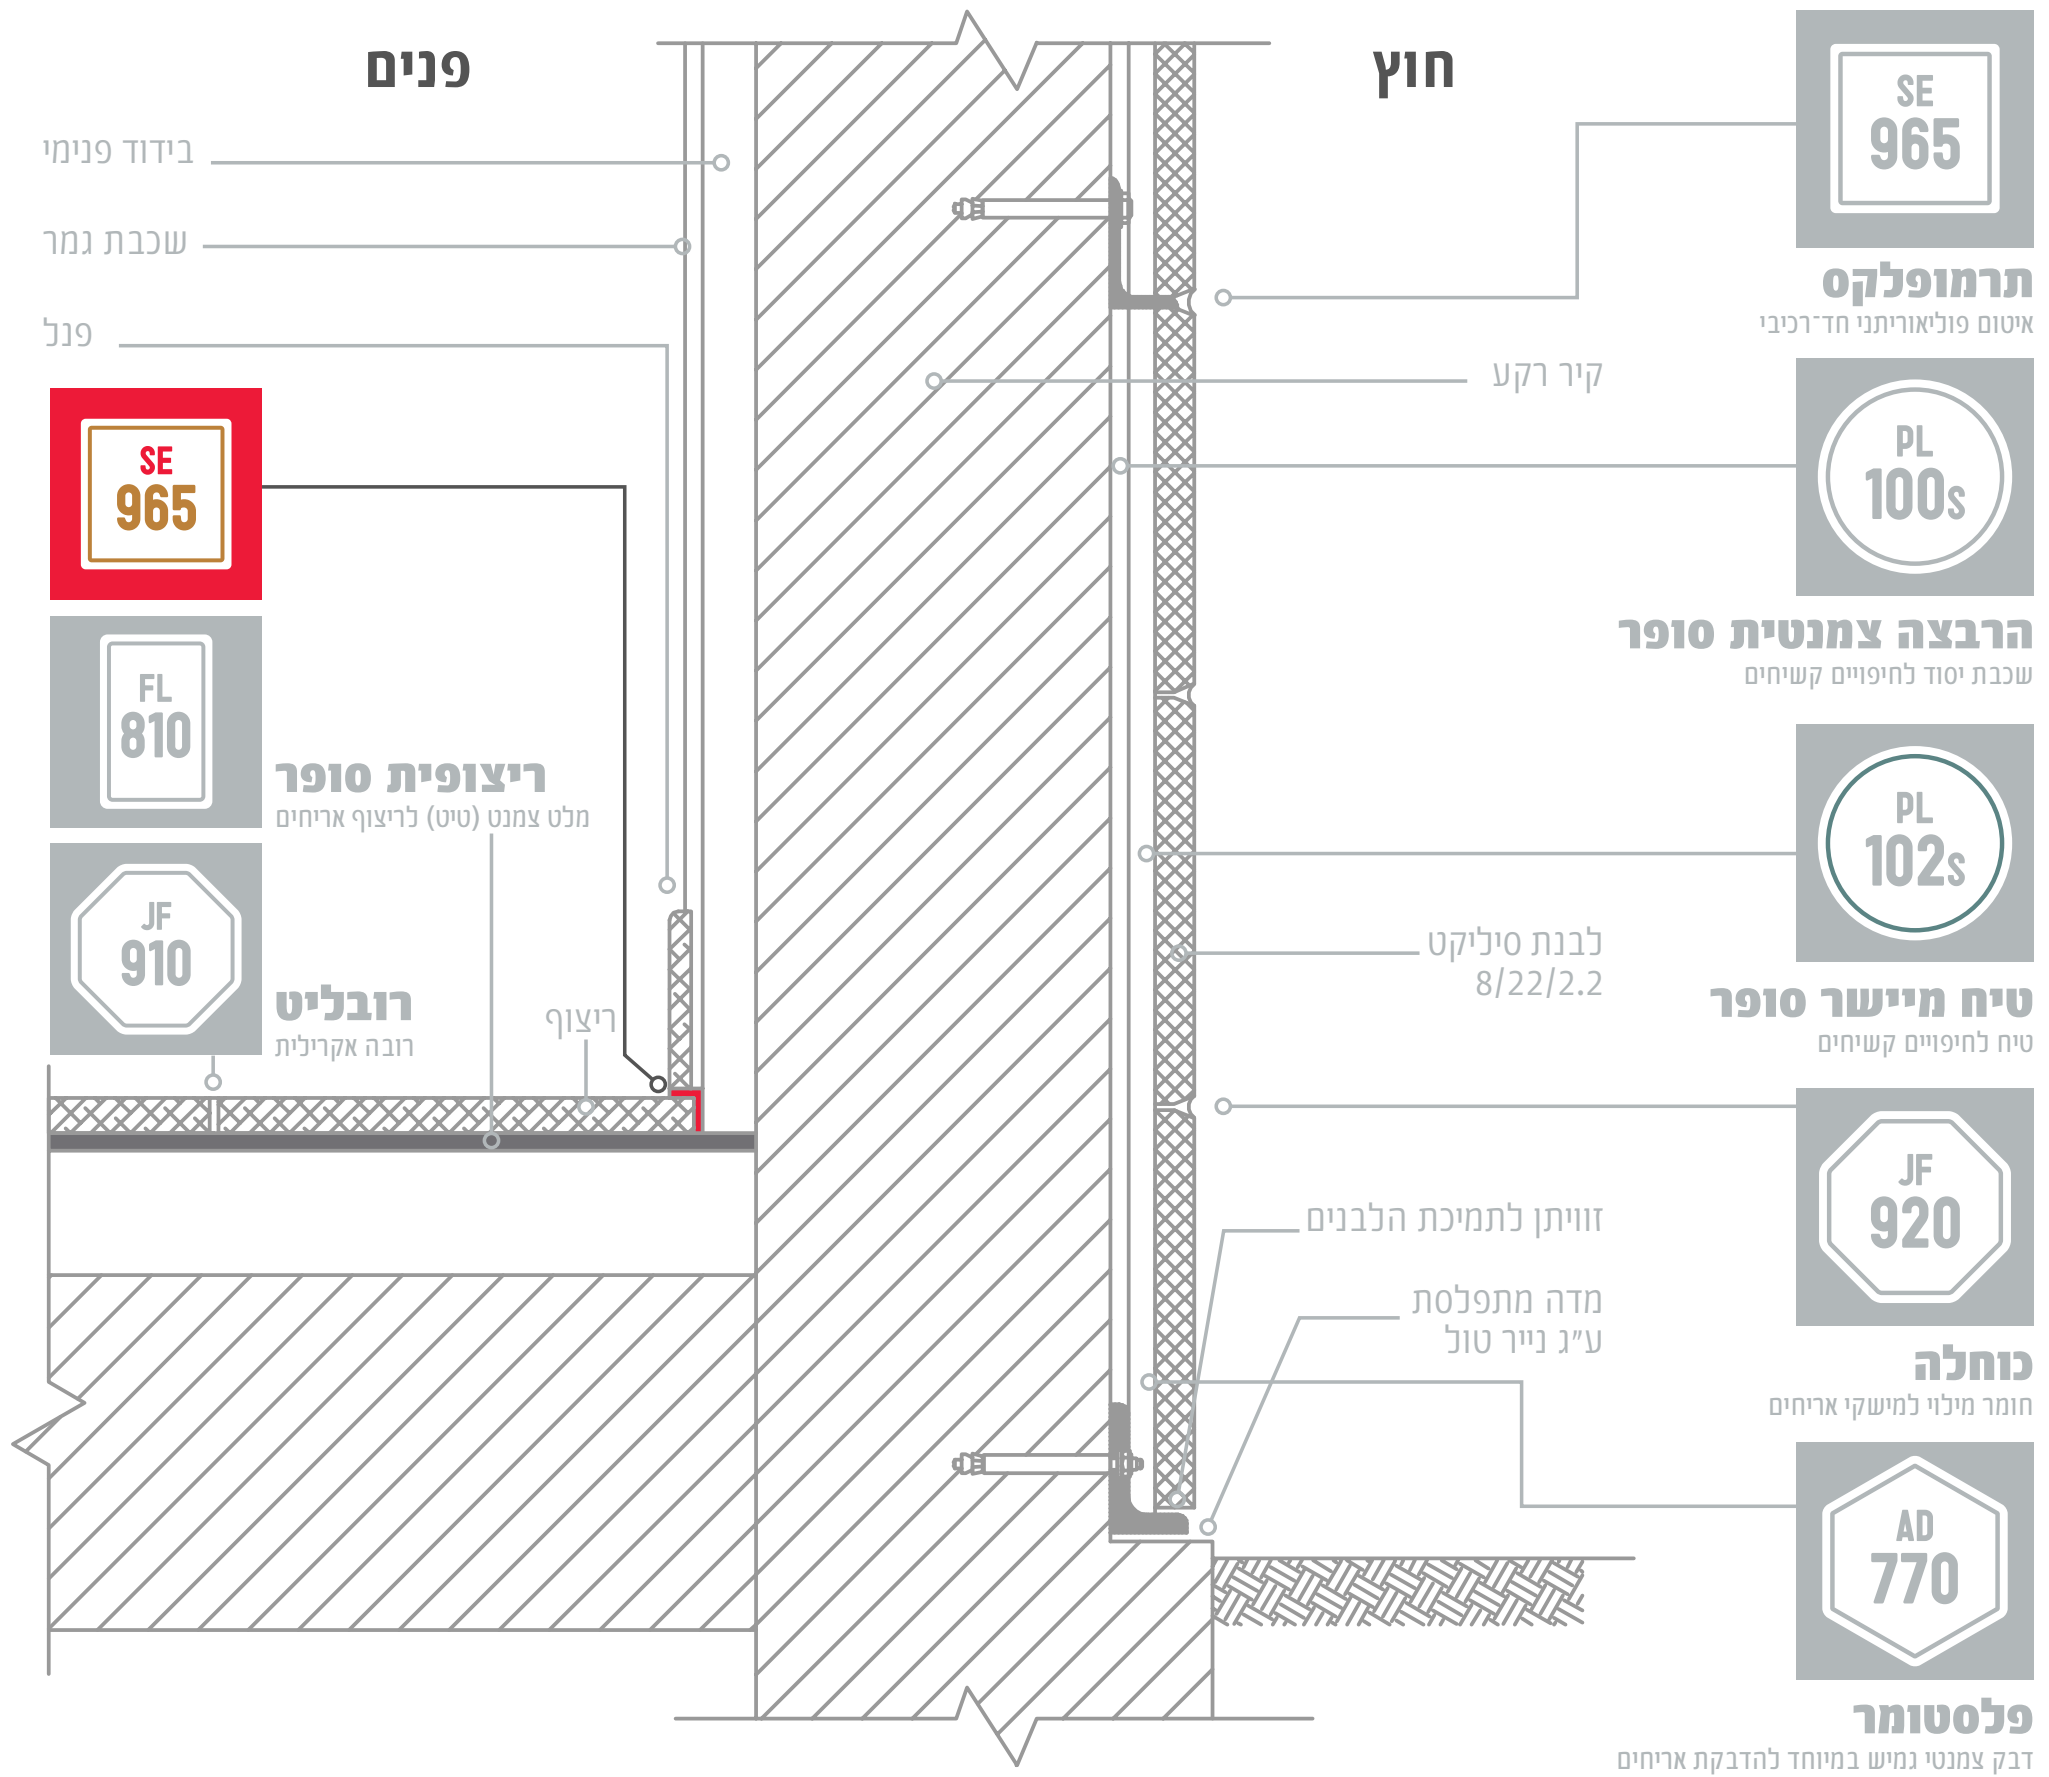 חוץ
פנים
SE
965
תרמופלקס
איטום פוליאוריתני חד־רכיבי
קיר רקע
PL
100s
הרבצה צמנטית סופר
שכבת יסוד לחיפויים קשיחים
PL
102s
טיח מיישר סופר
טיח לחיפויים קשיחים
לבנת סיליקט
8/22/2.2
JF
920
כוחלה
חומר מילוי למישקי אריחים
זוויתן לתמיכת הלבנים
מדה מתפלסת
ע״ג נייר טול
AD
770
פלסטומר
דבק צמנטי גמיש במיוחד להדבקת אריחים
בידוד פנימי
שכבת גמר
פנל
SE
965
FL
810
ריצופית סופר
מלט צמנט (טיט) לריצוף אריחים
JF
910
רובליט
רובה אקרילית
ריצוף